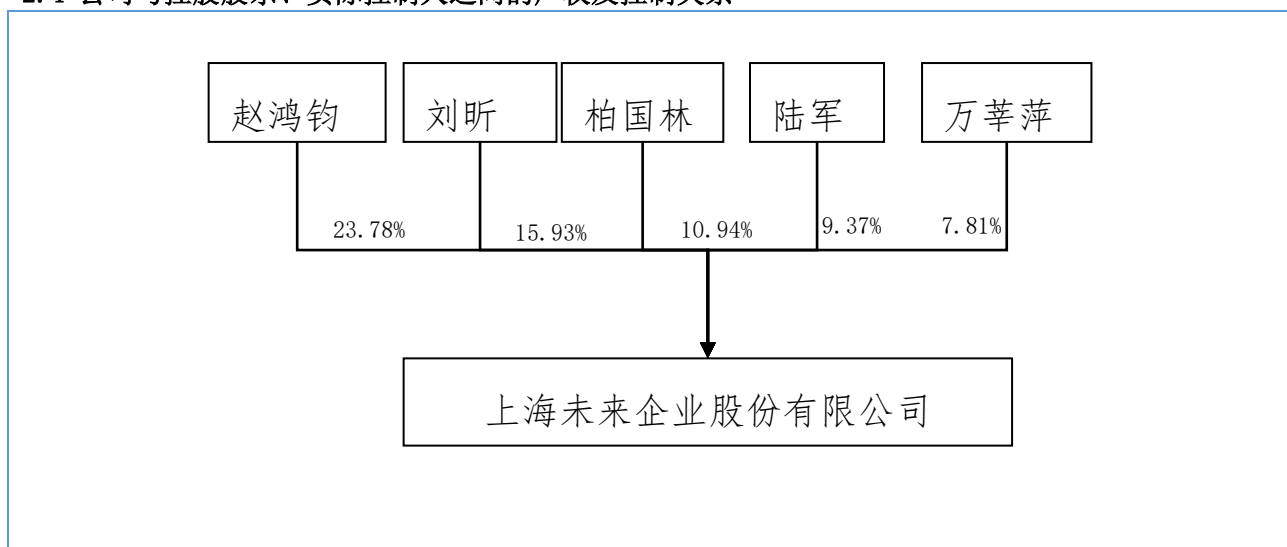 赵鸿钧 刘昕 柏国林 陆军 万莘萍
23.78% 15.93% 10.94% 9.37% 7.81%
上海未来企业股份有限公司